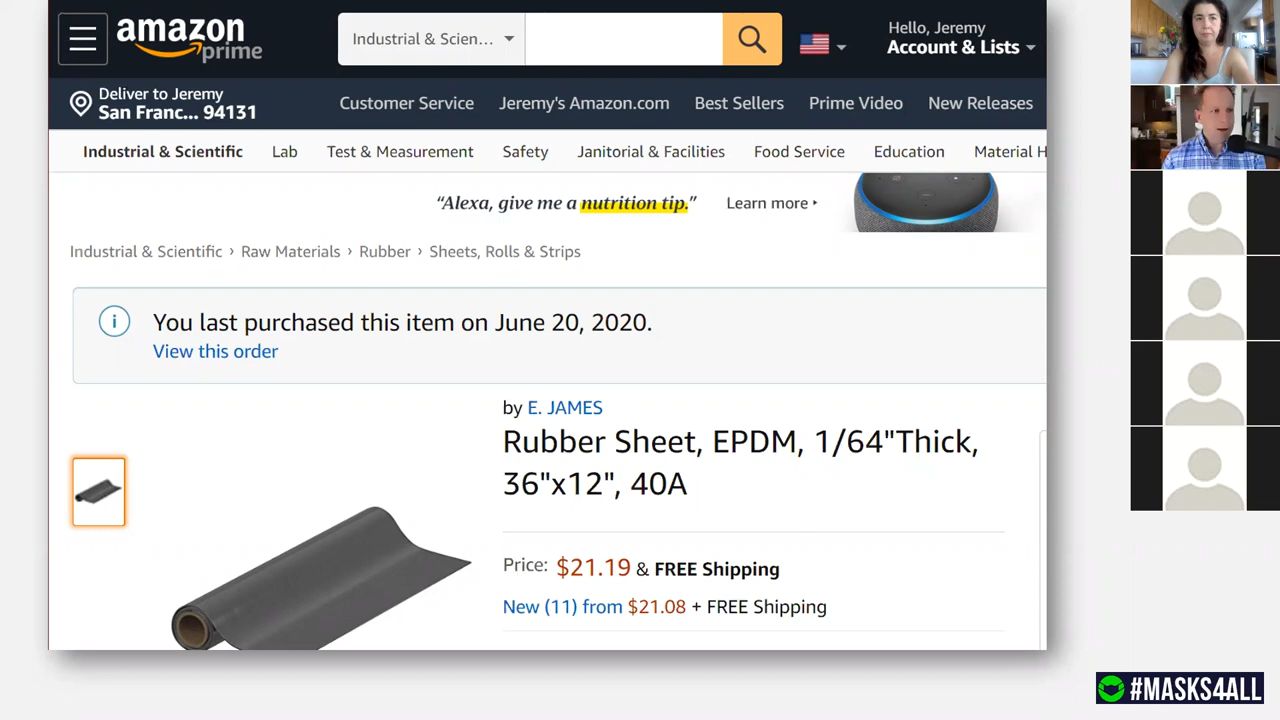 amazon
prime
Industrial & Scien...
Hello, Jeremy
Account & Lists
Deliver to Jeremy
San Franc... 94131
Customer Service
Jeremy's Amazon.com
Best Sellers
Prime Video
New Releases
Industrial & Scientific
Lab
Test & Measurement
Safety
Janitorial & Facilities
Food Service
Education
Material H
“Alexa, give me a nutrition tip.”
Learn more ‣
Industrial & Scientific › Raw Materials › Rubber › Sheets, Rolls & Strips
i
You last purchased this item on June 20, 2020.
View this order
by E. JAMES
Rubber Sheet, EPDM, 1/64"Thick,
36"x12", 40A
Price: $21.19 & FREE Shipping
New (11) from $21.08 + FREE Shipping
#MASKS4ALL